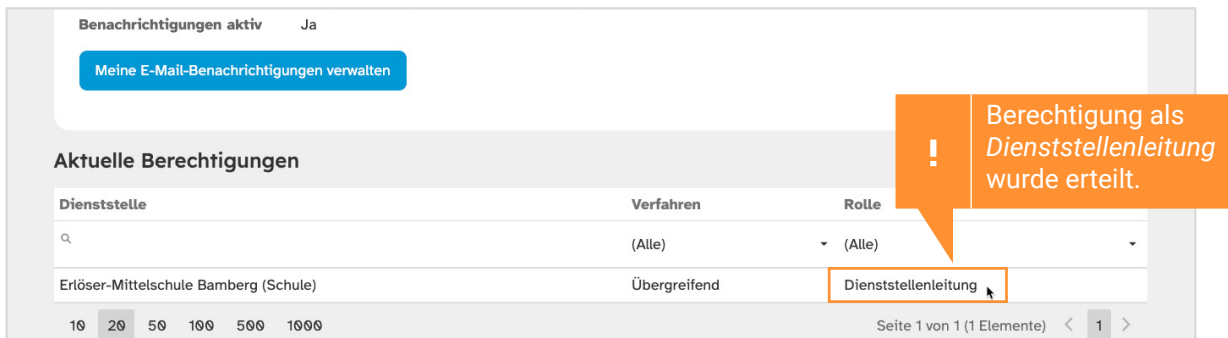 Benachrichtigungen aktiv Ja
Meine E-Mail-Benachrichtigungen verwalten
! Berechtigung als
Dienststellenleitung
wurde erteilt.
Aktuelle Berechtigungen
Dienststelle Verfahren Rolle
(Alle) (Alle)
Erlöser-Mittelschule Bamberg (Schule) Übergreifend Dienststellenleitung
10 20 50 100 500 1000 Seite 1 von 1 (1 Elemente) < 1 >